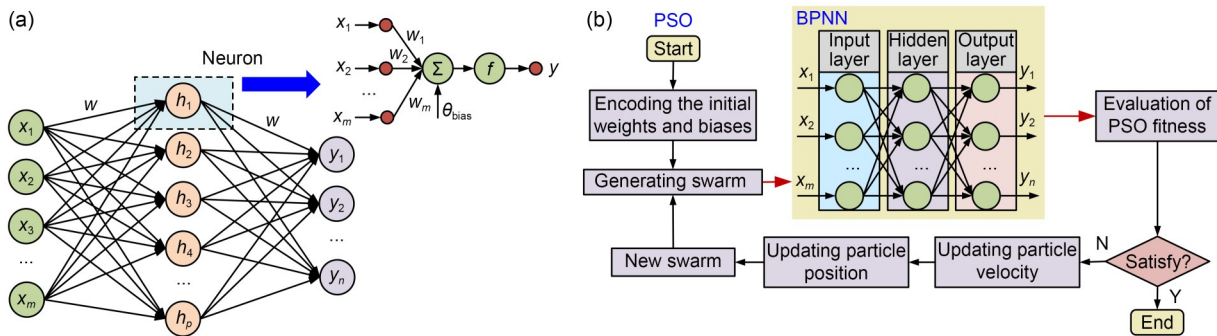 (a)
Neuron
w
w
x1
x2
x3
...
xm
h1
h2
h3
h4
...
hp
y1
y2
...
yn
x1
x2
...
xm
w1
w2
wm
Σ
f
y
θbias
(b)
PSO
Start
Encoding the initial
weights and biases
Generating swarm
New swarm
BPNN
Input
layer
Hidden
layer
Output
layer
x1
x2
...
xm
...
...
...
y1
y2
...
yn
Evaluation of
PSO fitness
Satisfy?
N
Y
End
Updating particle
velocity
Updating particle
position